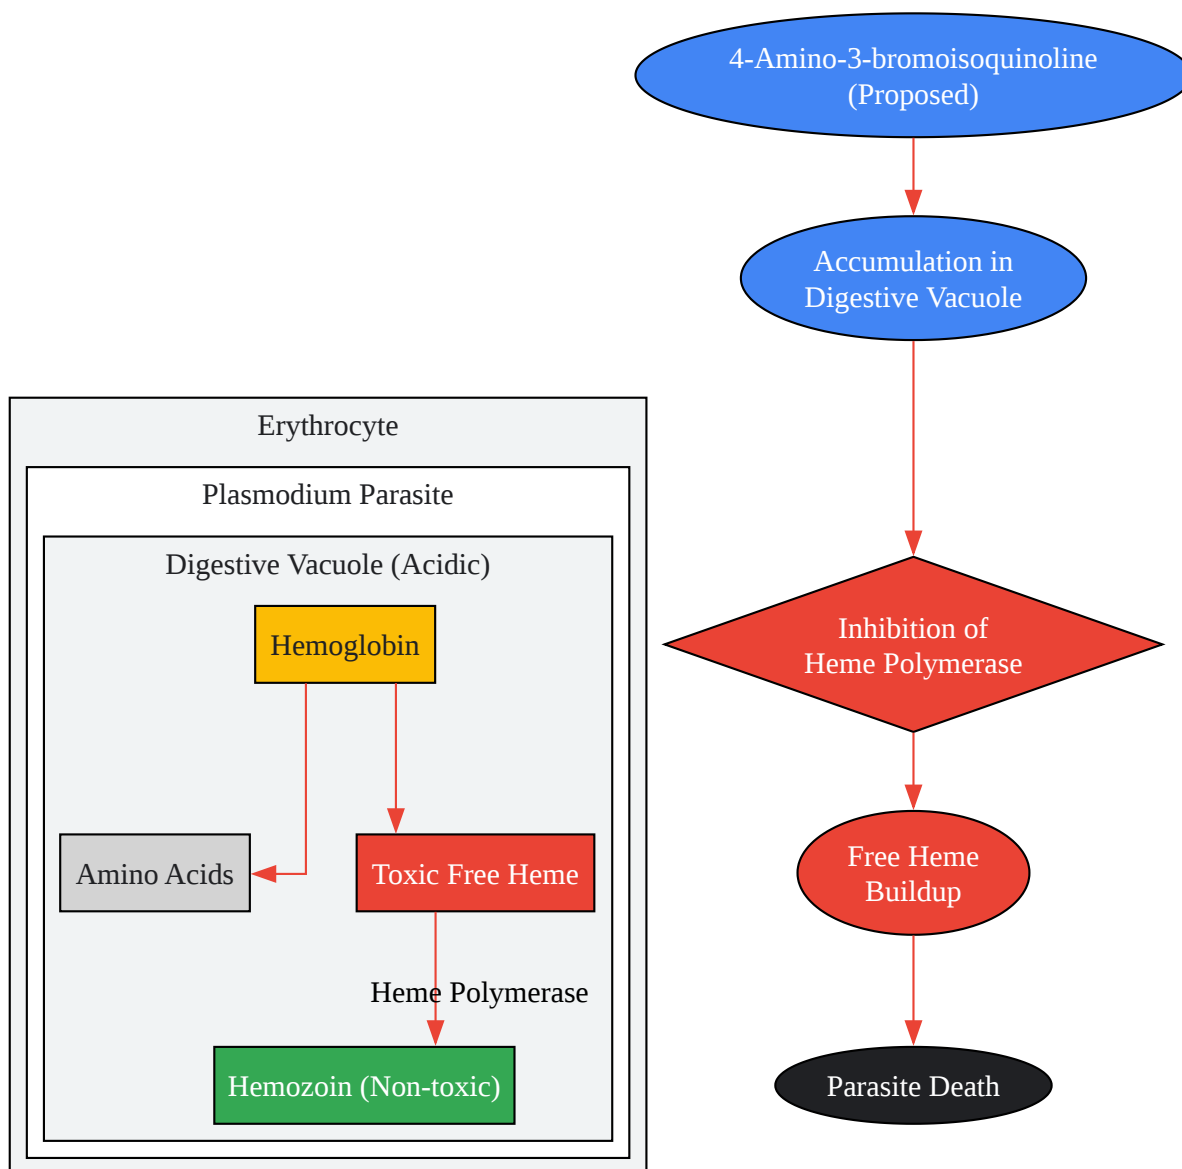 4-Amino-3-bromoisoquinoline
(Proposed)
Accumulation in
Digestive Vacuole
Erythrocyte
Plasmodium Parasite
Digestive Vacuole (Acidic)
Hemoglobin
Inhibition of
Heme Polymerase
Amino Acids
Toxic Free Heme
Free Heme
Buildup
Heme Polymerase
Hemozoin (Non-toxic)
Parasite Death